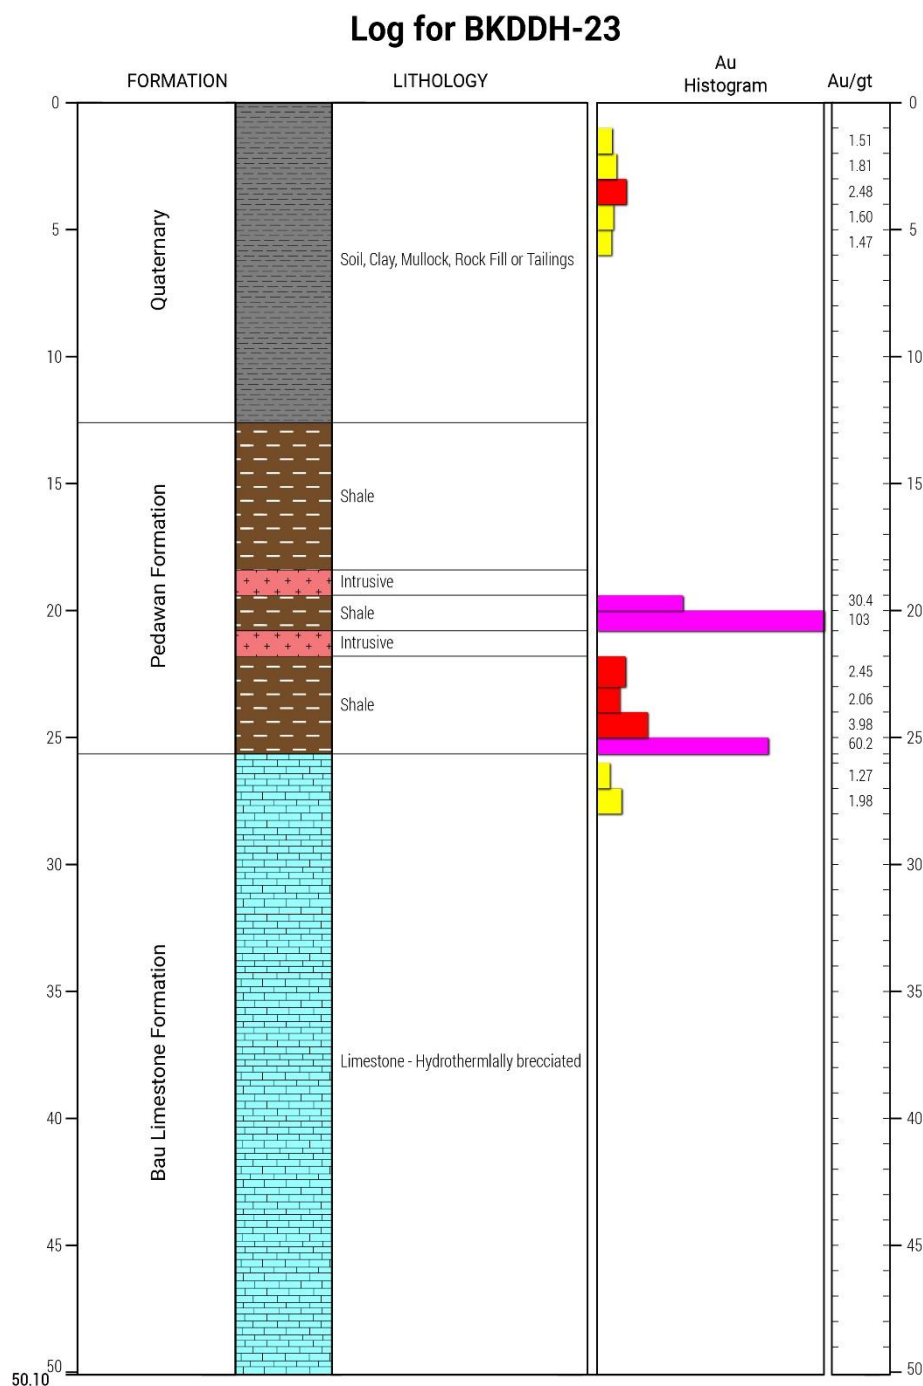 Log for BKDDH-23
FORMATION
LITHOLOGY
Au
Histogram
Au/gt
0
5
10
15
20
25
30
35
40
45
50
50.10
Quaternary
Pedawan Formation
Bau Limestone Formation
Soil, Clay, Mullock, Rock Fill or Tailings
Shale
Intrusive
Shale
Intrusive
Shale
Limestone - Hydrothermlally brecciated
1.51
1.81
2.48
1.60
1.47
30.4
103
2.45
2.06
3.98
60.2
1.27
1.98
0
5
10
15
20
25
30
35
40
45
50